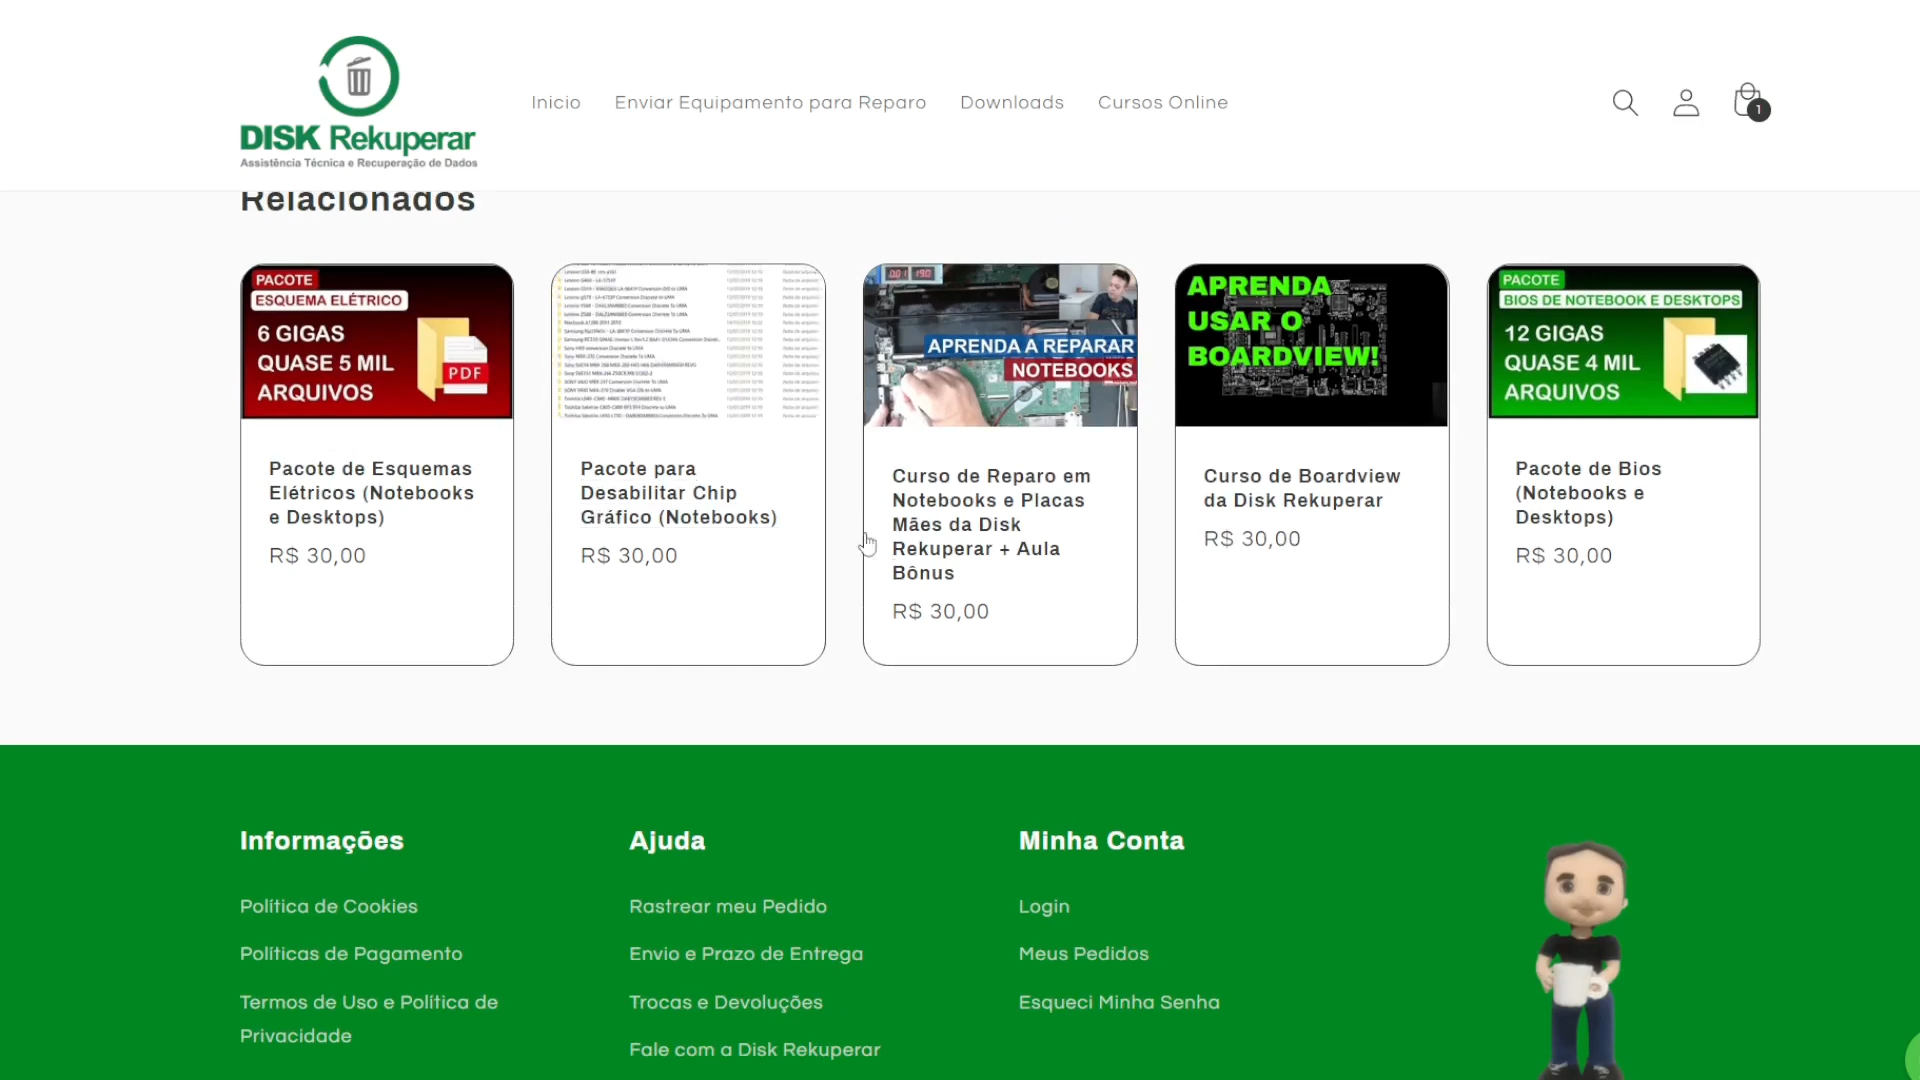 DISK Rekuperar
Assistência Técnica e Recuperação de Dados
Inicio
Enviar Equipamento para Reparo
Downloads
Cursos Online
1
Relacionados
PACOTE
ESQUEMA ELÉTRICO
6 GIGAS
QUASE 5 MIL
ARQUIVOS
PDF
Pacote de Esquemas
Elétricos (Notebooks
e Desktops)
R$ 30,00
Pacote para
Desabilitar Chip
Gráfico (Notebooks)
R$ 30,00
APRENDA A REPARAR
NOTEBOOKS
Curso de Reparo em
Notebooks e Placas
Mães da Disk
Rekuperar + Aula
Bônus
R$ 30,00
APRENDA
USAR O
BOARDVIEW!
Curso de Boardview
da Disk Rekuperar
R$ 30,00
PACOTE
BIOS DE NOTEBOOK E DESKTOPS
12 GIGAS
QUASE 4 MIL
ARQUIVOS
Pacote de Bios
(Notebooks e
Desktops)
R$ 30,00
Informações
Política de Cookies
Políticas de Pagamento
Termos de Uso e Política de
Privacidade
Ajuda
Rastrear meu Pedido
Envio e Prazo de Entrega
Trocas e Devoluções
Fale com a Disk Rekuperar
Minha Conta
Login
Meus Pedidos
Esqueci Minha Senha